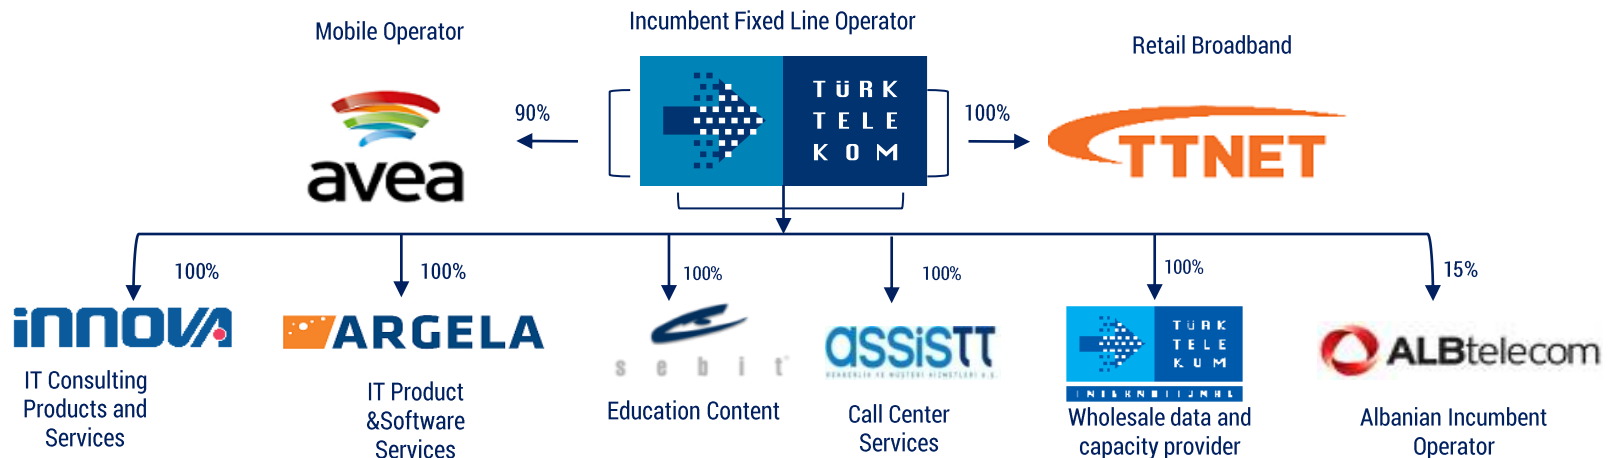 Mobile Operator
Incumbent Fixed Line Operator
Retail Broadband
avea
90%
TÜRK
TELE
KOM
100%
TTNET
100%
100%
100%
100%
100%
15%
innova
ARGELA
sebit
assisTT
TÜRK
TELE
KUM
INTERNATIONAL
ALBtelecom
IT Consulting
Products and
Services
IT Product
&Software
Services
Education Content
Call Center
Services
Wholesale data and
capacity provider
Albanian Incumbent
Operator